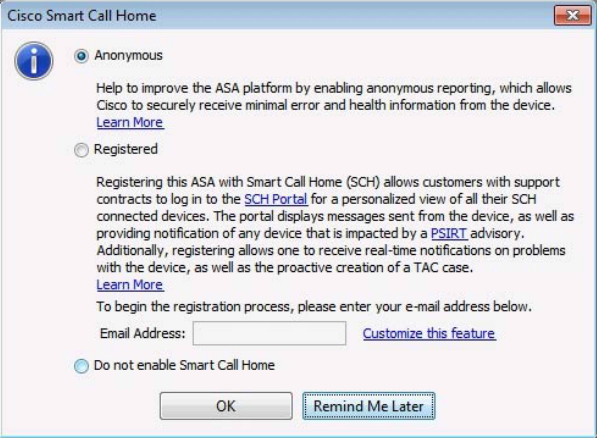 Cisco Smart Call Home
Anonymous
Help to improve the ASA platform by enabling anonymous reporting, which allows
Cisco to securely receive minimal error and health information from the device.
Learn More
Registered
Registering this ASA with Smart Call Home (SCH) allows customers with support
contracts to log in to the SCH Portal for a personalized view of all their SCH
connected devices. The portal displays messages sent from the device, as well as
providing notification of any device that is impacted by a PSIRT advisory.
Additionally, registering allows one to receive real-time notifications on problems
with the device, as well as the proactive creation of a TAC case.
Learn More
To begin the registration process, please enter your e-mail address below.
Email Address: Customize this feature
Do not enable Smart Call Home
OK Remind Me Later